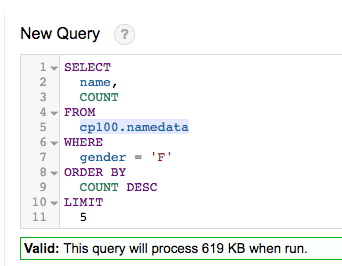 New Query ?
1 SELECT
2 name,
3 COUNT
4 FROM
5 cp100.namedata
6 WHERE
7 gender = 'F'
8 ORDER BY
9 COUNT DESC
10 LIMIT
11 5
Valid: This query will process 619 KB when run.